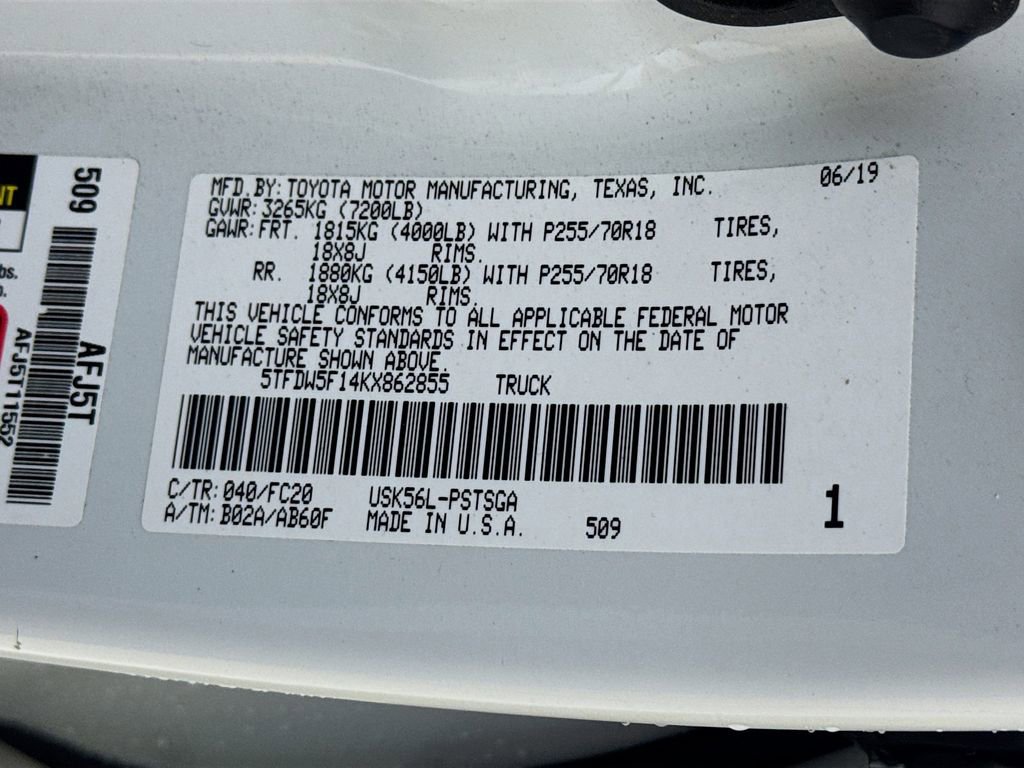 NT
bs.
509
AFJ5T
AFJ5T11552
MFD.BY: TOYOTA MOTOR MANUFACTURING, TEXAS, INC. 06/19
GVWR: 3265KG (7200LB)
GAWR: FRT. 1815KG (4000LB) WITH P255/70R18 TIRES,
18X8J RIMS.
RR. 1880KG (4150LB) WITH P255/70R18 TIRES,
18X8J RIMS.
THIS VEHICLE CONFORMS TO ALL APPLICABLE FEDERAL MOTOR
VEHICLE SAFETY STANDARDS IN EFFECT ON THE DATE OF
MANUFACTURE SHOWN ABOVE.
5TFDW5F14KX862855 TRUCK
C/TR: 040/FC20 USK56L-PSTSGA
A/TM: B02A/AB60F MADE IN U.S.A. 509 1